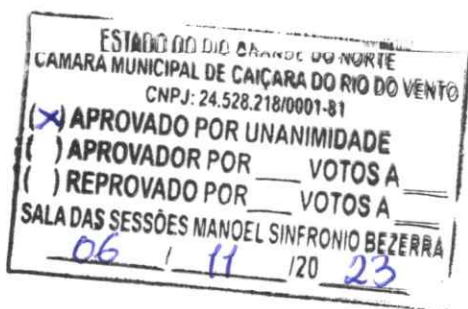 ESTADO DO RIO GRANDE DO NORTE
CAMARA MUNICIPAL DE CAIÇARA DO RIO DO VENTO
CNPJ: 24.528.218/0001-81
(X) APROVADO POR UNANIMIDADE
( ) APROVADOR POR ___ VOTOS A ___
( ) REPROVADO POR ___ VOTOS A ___
SALA DAS SESSÕES MANOEL SINFRONIO BEZERRA
06 / 11 /20 23